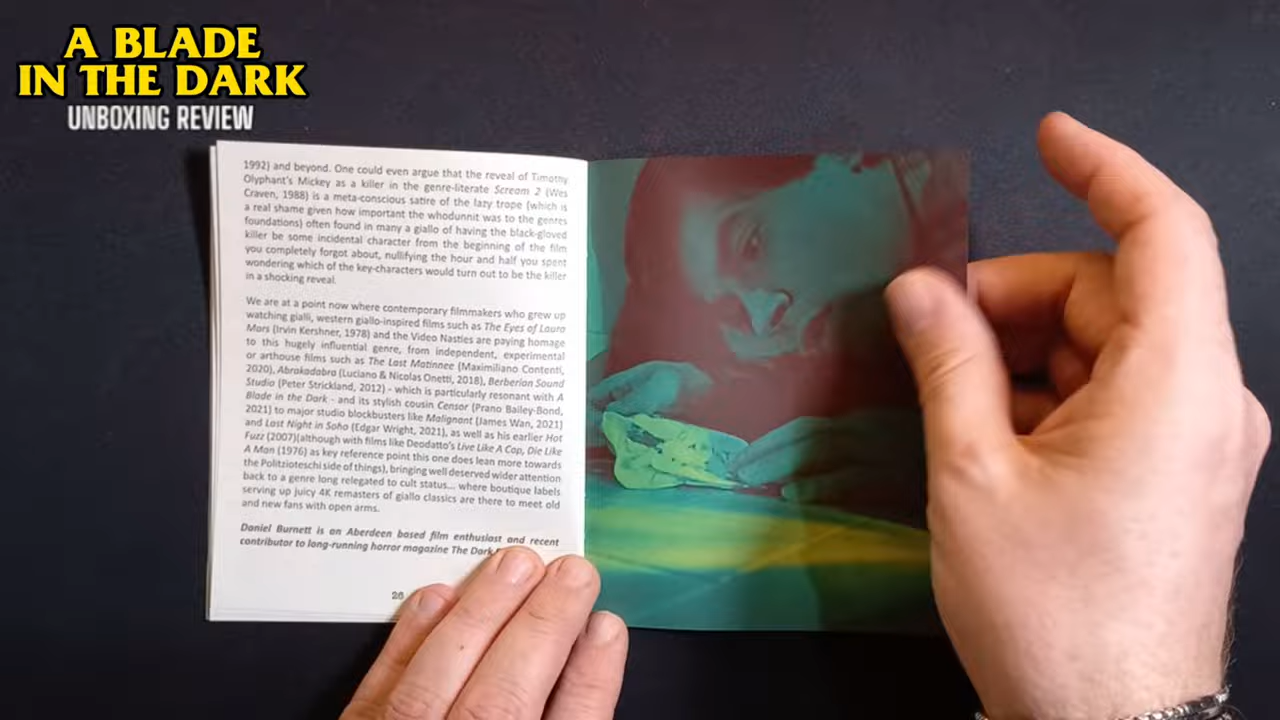 A BLADE
IN THE DARK
UNBOXING REVIEW
1992) and beyond. One could even argue that the reveal of Timothy
Olyphant's Mickey as a killer in the genre-literate Scream 2 (Wes
Craven, 1988) is a meta-conscious satire of the lazy trope (which is
a real shame given how important the whodunnit was to the genres
foundations) often found in many a giallo of having the black-gloved
killer be some incidental character from the beginning of the film
you completely forgot about, nullifying the hour and half you spent
wondering which of the key-characters would turn out to be the killer
in a shocking reveal.
We are at a point now where contemporary filmmakers who grew up
watching gialli, western giallo-inspired films such as The Eyes of Laura
Mars (Irvin Kershner, 1978) and the Video Nasties are paying homage
to this hugely influential genre, from independent, experimental
or arthouse films such as The Last Matinnee (Maximiliano Contenti,
2020), Abrakadabra (Luciano & Nicolas Onetti, 2018), Berberian Sound
Studio (Peter Strickland, 2012) - which is particularly resonant with A
Blade in the Dark - and its stylish cousin Censor (Prano Bailey-Bond,
2021) to major studio blockbusters like Malignant (James Wan, 2021)
and Last Night in Soho (Edgar Wright, 2021), as well as his earlier Hot
Fuzz (2007)(although with films like Deodatto's Live Like A Cop, Die Like
A Man (1976) as key reference point this one does lean more towards
the Politzioteschi side of things), bringing well deserved wider attention
back to a genre long relegated to cult status... where boutique labels
serving up juicy 4K remasters of giallo classics are there to meet old
and new fans with open arms.
Daniel Burnett is an Aberdeen based film enthusiast and recent
contributor to long-running horror magazine The Dark
26